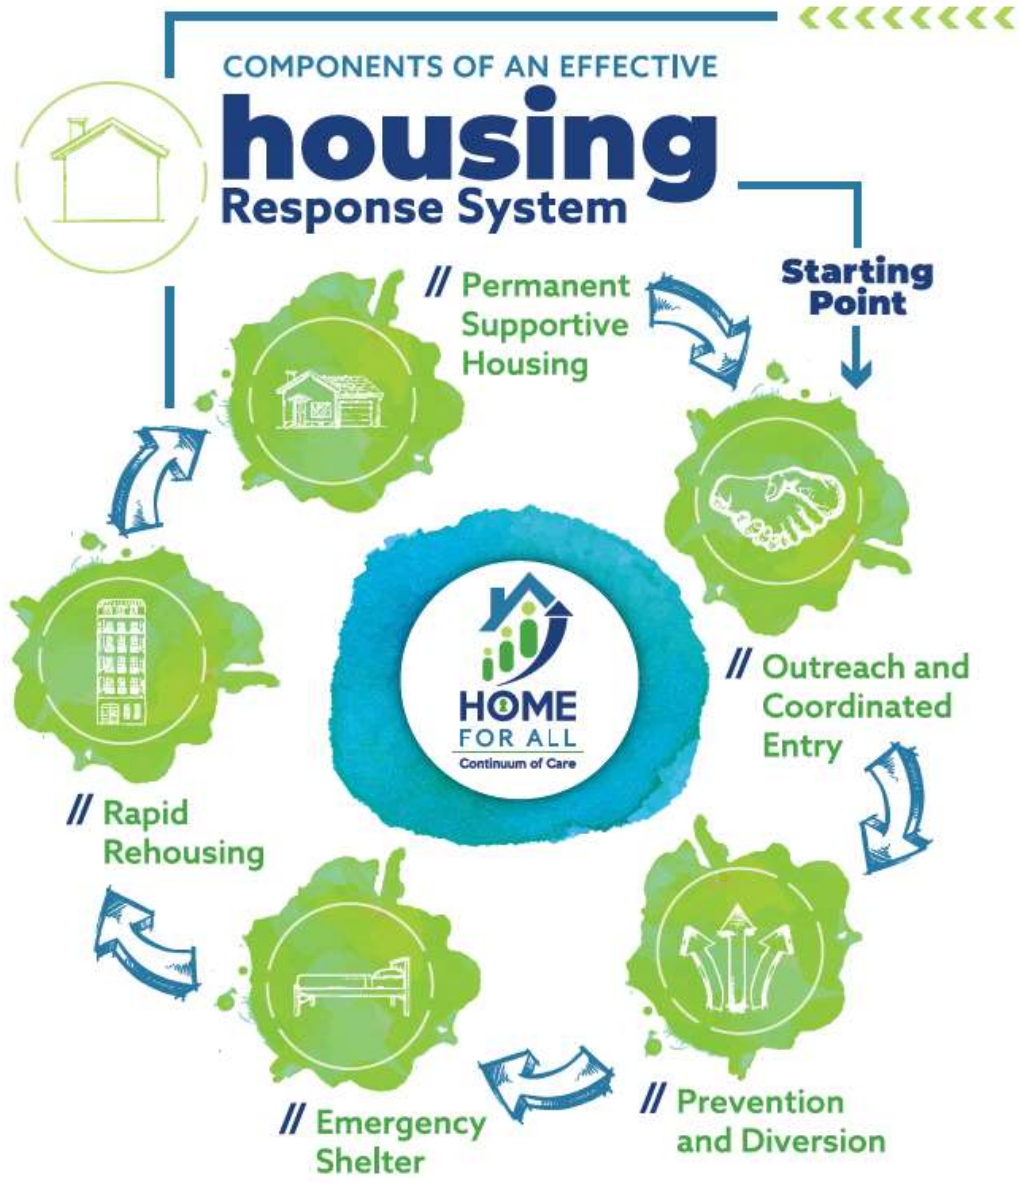 COMPONENTS OF AN EFFECTIVE
housing
Response System
Starting
Point
// Permanent
Supportive
Housing
// Outreach and
Coordinated
Entry
HOME
FOR ALL
Continuum of Care
// Rapid
Rehousing
// Prevention
and Diversion
// Emergency
Shelter